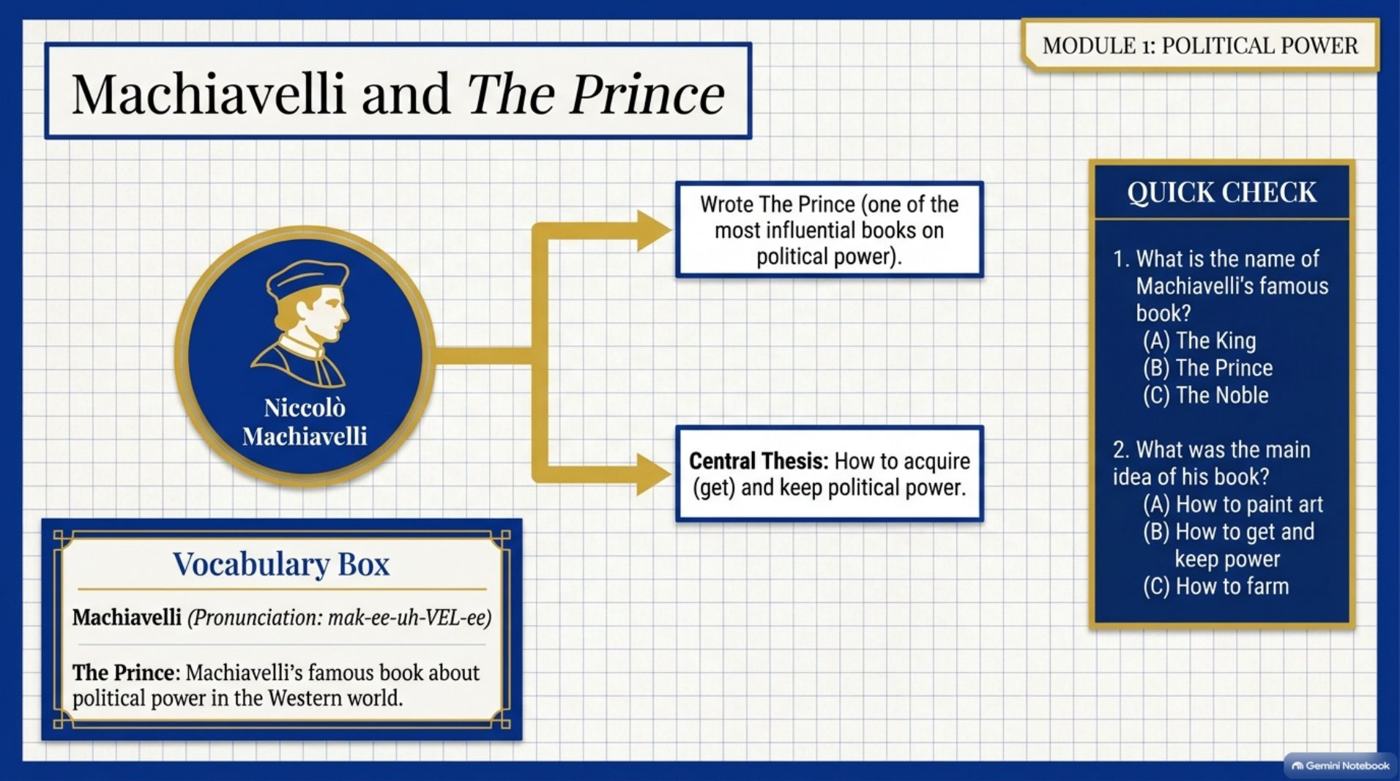 MODULE 1: POLITICAL POWER
Machiavelli and The Prince
Niccolò
Machiavelli
Wrote The Prince (one of the
most influential books on
political power).
Central Thesis: How to acquire
(get) and keep political power.
Vocabulary Box
Machiavelli (Pronunciation: mak-ee-uh-VEL-ee)
The Prince: Machiavelli's famous book about
political power in the Western world.
QUICK CHECK
1. What is the name of
Machiavelli's famous
book?
(A) The King
(B) The Prince
(C) The Noble
2. What was the main
idea of his book?
(A) How to paint art
(B) How to get and
keep power
(C) How to farm
Gemini Notebook